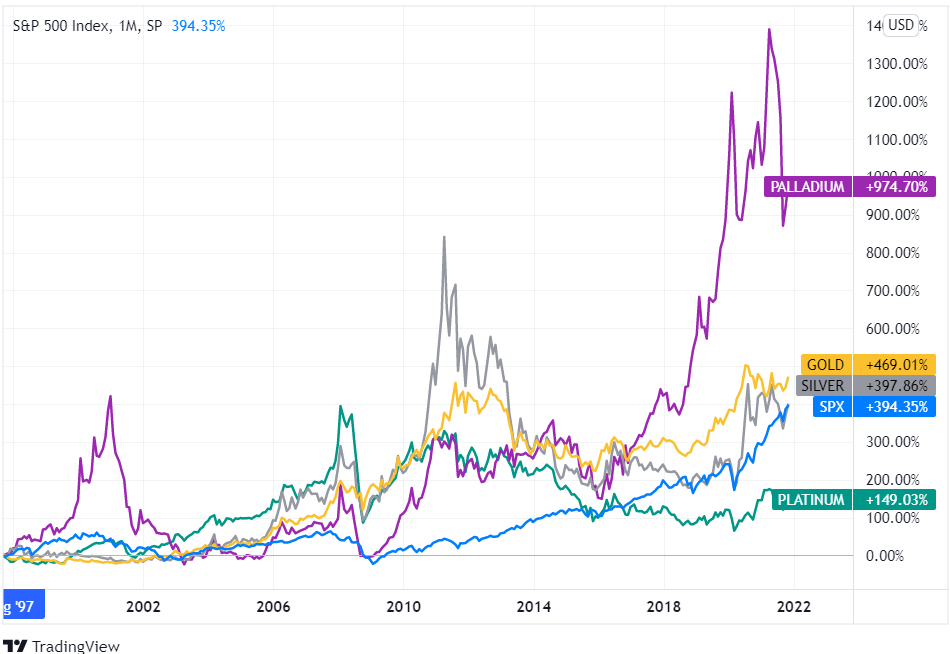 S&P 500 Index, 1M, SP 394.35%
USD
1300.00%
1200.00%
1100.00%
PALLADIUM +974.70%
900.00%
800.00%
700.00%
600.00%
GOLD +469.01%
SILVER +397.86%
SPX +394.35%
300.00%
200.00%
PLATINUM +149.03%
100.00%
0.00%
'97 2002 2006 2010 2014 2018 2022
TradingView